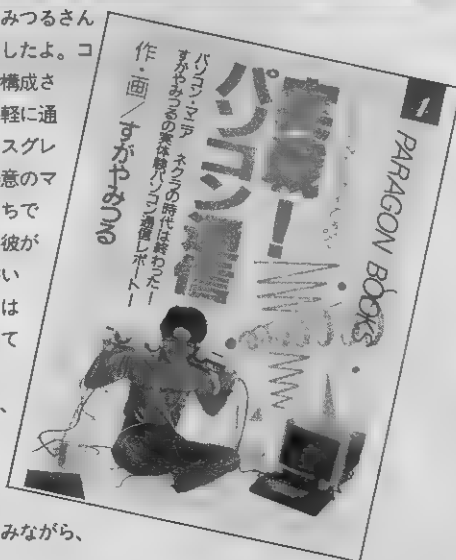 みつるさん
したよ。コ
構成さ
軽に通
スグレ
意のマ
ちで
彼が
い
は
て
、
みながら、
1
PARAGON BOOKS
！
パソコン
パソコン・マニア ネクラの時代は終わった！
すがやみつるの実体験パソコン通信レポート！
作・画／すがやみつる